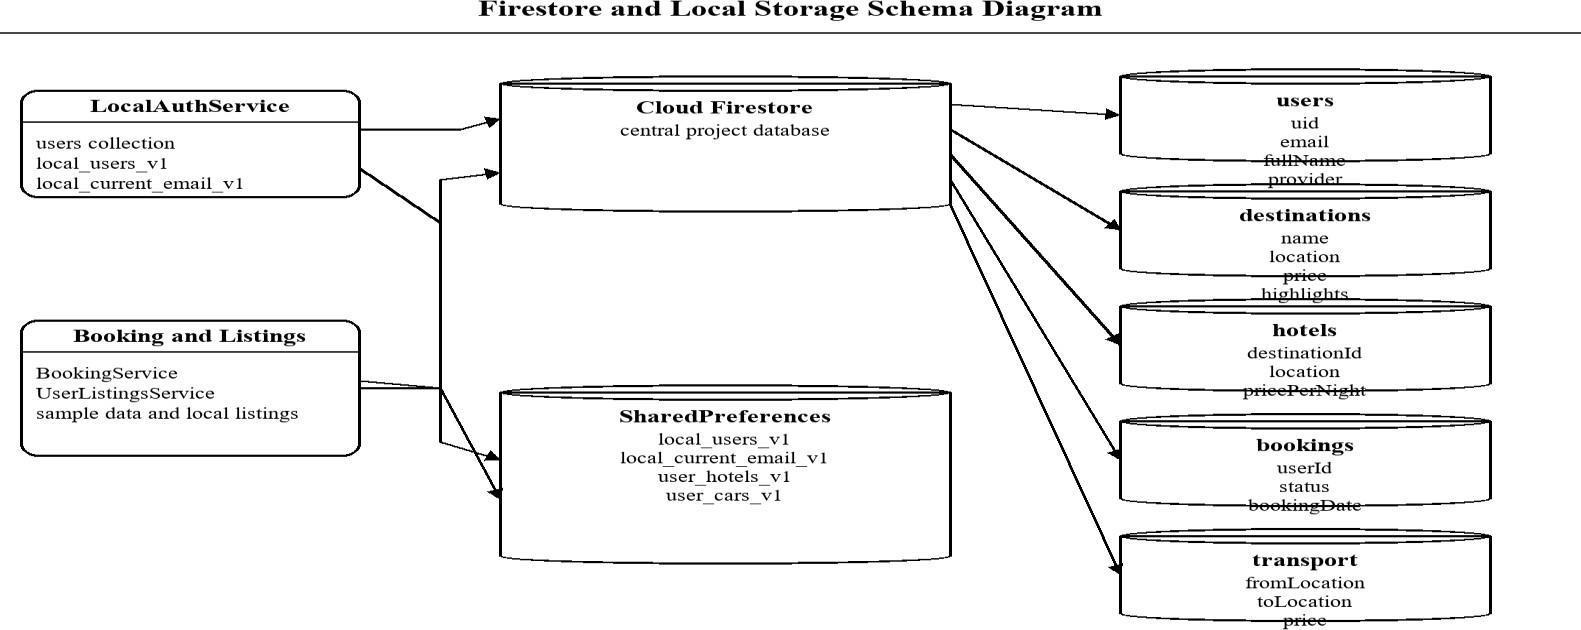 Firestore and Local Storage Schema Diagram
LocalAuthService
users collection
local_users_v1
local_current_email_v1
Booking and Listings
BookingService
UserListingsService
sample data and local listings
Cloud Firestore
central project database
SharedPreferences
local_users_v1
local_current_email_v1
user_hotels_v1
user_cars_v1
users
uid
email
fullName
provider
destinations
name
location
price
highlights
hotels
destinationId
location
pricePerNight
bookings
userId
status
bookingDate
transport
fromLocation
toLocation
price